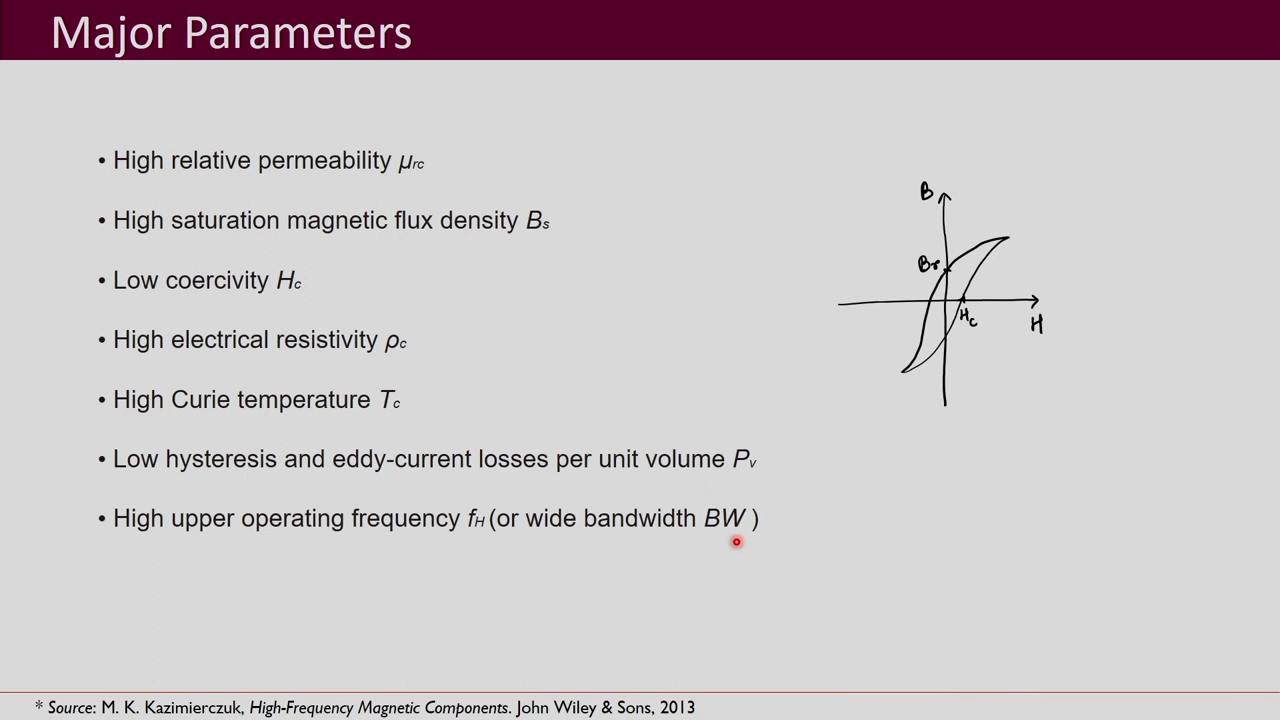 Major Parameters
• High relative permeability μrc
• High saturation magnetic flux density Bs
• Low coercivity Hc
• High electrical resistivity ρc
• High Curie temperature Tc
• Low hysteresis and eddy-current losses per unit volume Pv
• High upper operating frequency fH (or wide bandwidth BW )
B
Br
Hc
H
* Source: M. K. Kazimierczuk, High-Frequency Magnetic Components. John Wiley & Sons, 2013